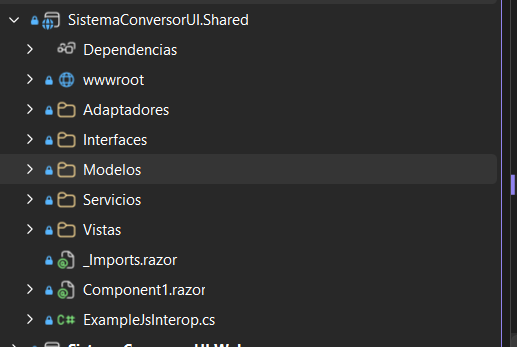 SistemaConversorUI.Shared
Dependencias
wwwroot
Adaptadores
Interfaces
Modelos
Servicios
Vistas
_Imports.razor
Component1.razor
C# ExampleJsInterop.cs